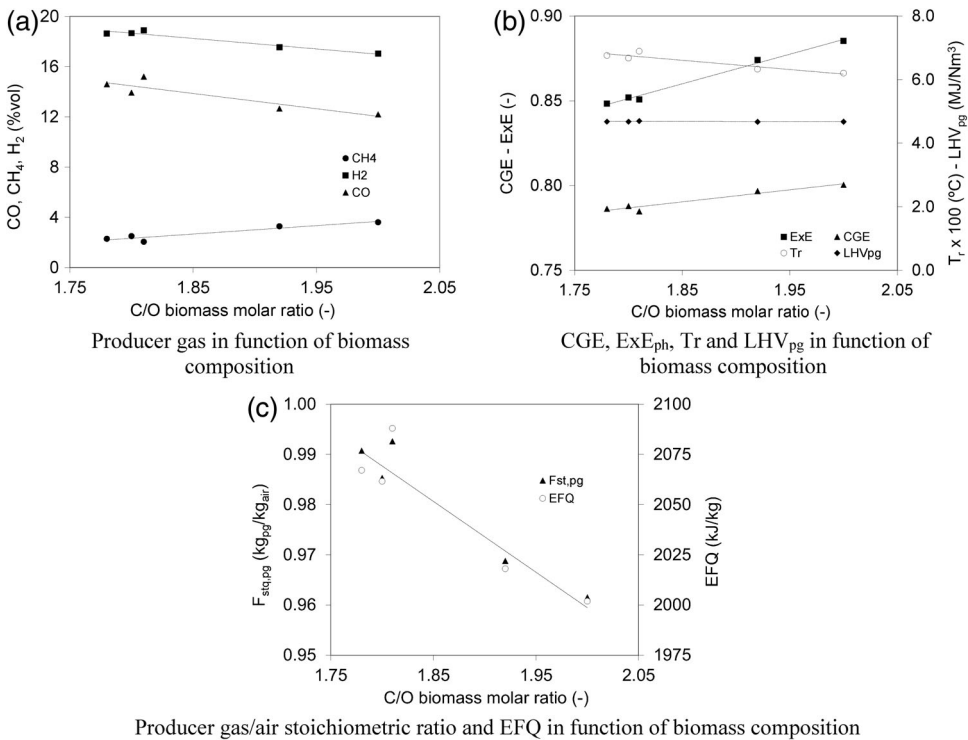 (a)
20
16
12
8
4
0
CO, CH4, H2 (%vol)
CH4
H2
CO
1.75
1.85
1.95
2.05
C/O biomass molar ratio (-)
Producer gas in function of biomass
composition
(b)
0.90
0.85
0.80
0.75
CGE - ExE (-)
8.0
6.0
4.0
2.0
0.0
Tr x 100 (ºC) - LHVpg (MJ/Nm³)
ExE
CGE
Tr
LHVpg
1.75
1.85
1.95
2.05
C/O biomass molar ratio (-)
CGE, ExEph, Tr and LHVpg in function of
biomass composition
(c)
1.00
0.99
0.98
0.97
0.96
0.95
Fstq,pg (kgpg/kgair)
2100
2075
2050
2025
2000
1975
EFQ (kJ/kg)
Fst,pg
EFQ
1.75
1.85
1.95
2.05
C/O biomass molar ratio (-)
Producer gas/air stoichiometric ratio and EFQ in function of biomass composition